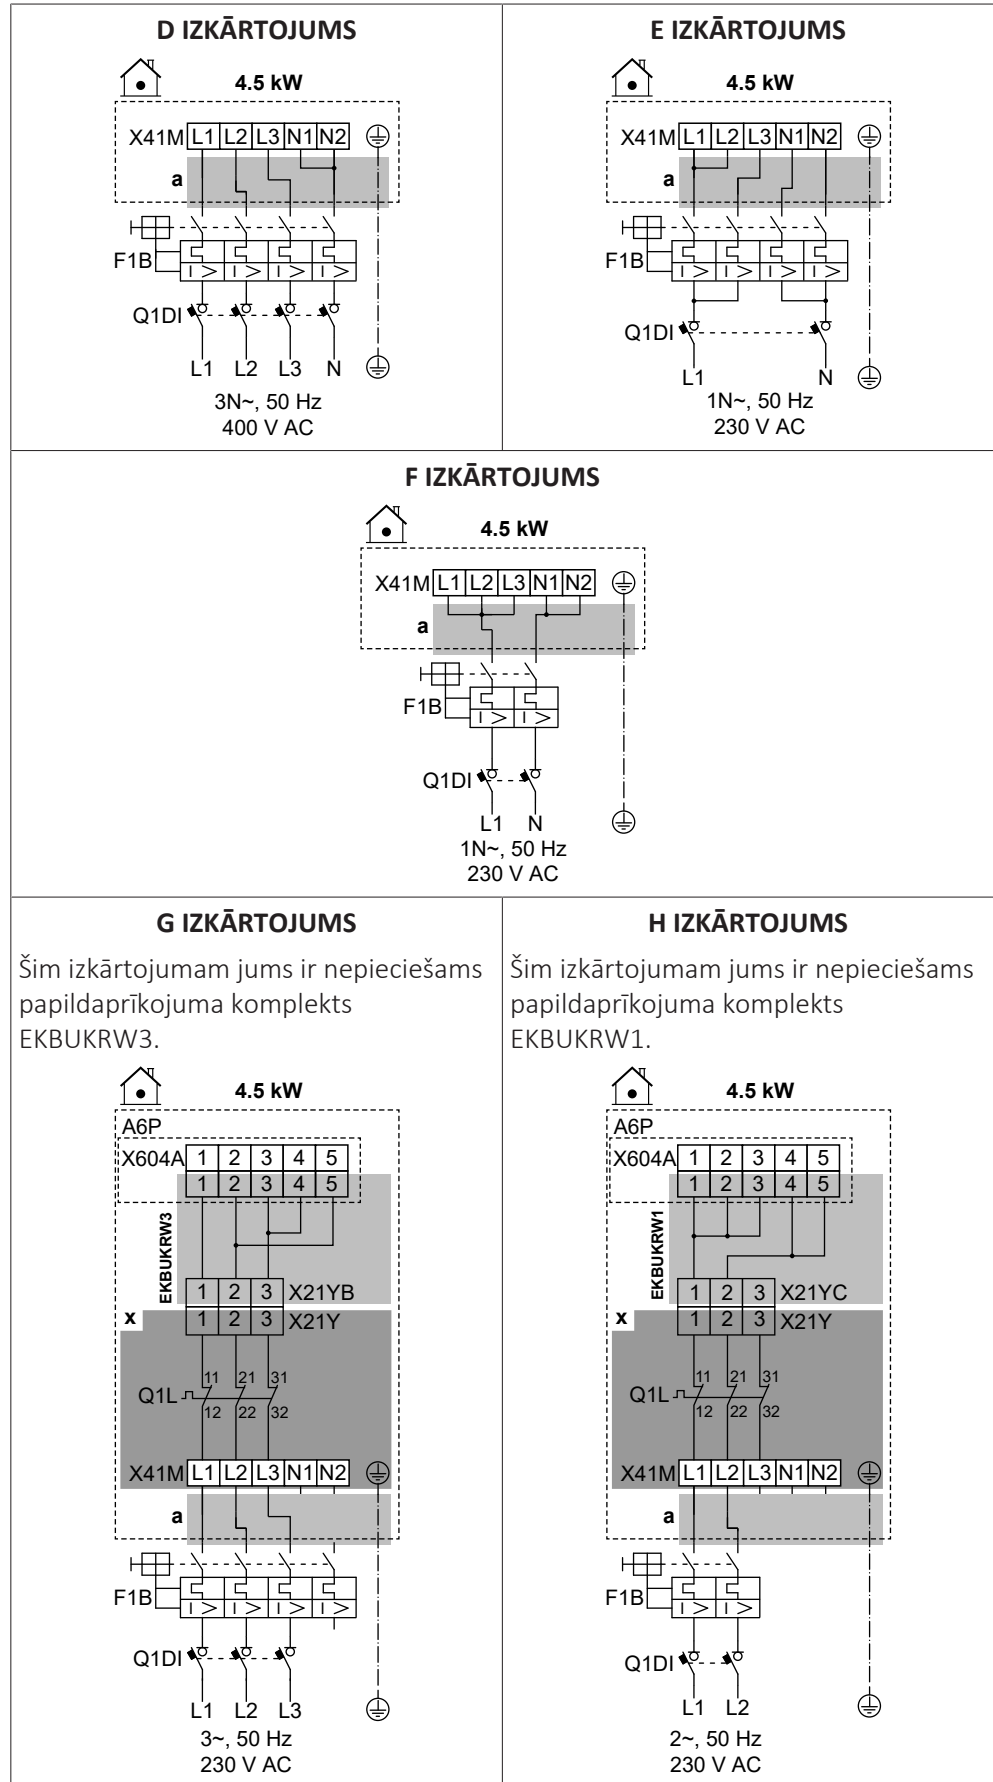 D IZKĀRTOJUMS
4.5 kW
X41M L1 L2 L3 N1 N2
a
F1B
I > I > I > I >
Q1DI
L1 L2 L3 N
3N~, 50 Hz
400 V AC
E IZKĀRTOJUMS
4.5 kW
X41M L1 L2 L3 N1 N2
a
F1B
I > I > I > I >
Q1DI
L1 N
1N~, 50 Hz
230 V AC
F IZKĀRTOJUMS
4.5 kW
X41M L1 L2 L3 N1 N2
a
F1B
I > I >
Q1DI
L1 N
1N~, 50 Hz
230 V AC
G IZKĀRTOJUMS
Šim izkārtojumam jums ir nepieciešams
papildaprīkojuma komplekts
EKBUKRW3.
4.5 kW
A6P
X604A 1 2 3 4 5
1 2 3 4 5
EKBUKRW3
1 2 3 X21YB
x
1 2 3 X21Y
11 21 31
Q1L
12 22 32
X41M L1 L2 L3 N1 N2
a
F1B
I > I > I > I >
Q1DI
L1 L2 L3
3~, 50 Hz
230 V AC
H IZKĀRTOJUMS
Šim izkārtojumam jums ir nepieciešams
papildaprīkojuma komplekts
EKBUKRW1.
4.5 kW
A6P
X604A 1 2 3 4 5
1 2 3 4 5
EKBUKRW1
1 2 3 X21YC
x
1 2 3 X21Y
11 21 31
Q1L
12 22 32
X41M L1 L2 L3 N1 N2
a
F1B
I > I >
Q1DI
L1 L2
2~, 50 Hz
230 V AC